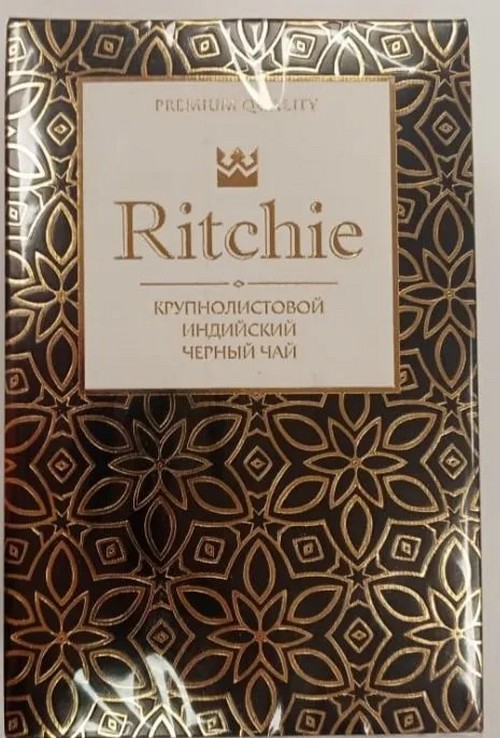 PREMIUM QUALITY
Ritchie
КРУПНОЛИСТОВОЙ
ИНДИЙСКИЙ
ЧЕРНЫЙ ЧАЙ